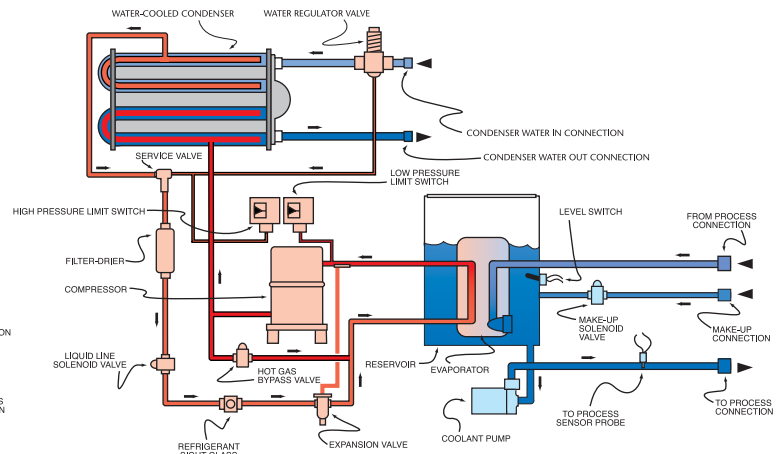 WATER-COOLED CONDENSER
WATER REGULATOR VALVE
CONDENSER WATER IN CONNECTION
CONDENSER WATER OUT CONNECTION
SERVICE VALVE
LOW PRESSURE
LIMIT SWITCH
HIGH PRESSURE LIMIT SWITCH
LEVEL SWITCH
FROM PROCESS
CONNECTION
FILTER-DRIER
COMPRESSOR
MAKE-UP
SOLENOID
VALVE
MAKE-UP
CONNECTION
ON
LIQUID LINE
SOLENOID VALVE
HOT GAS
BYPASS VALVE
RESERVOIR
EVAPORATOR
S
N
TO PROCESS
CONNECTION
TO PROCESS
SENSOR PROBE
COOLANT PUMP
EXPANSION VALVE
REFRIGERANT
SIGHT GLASS